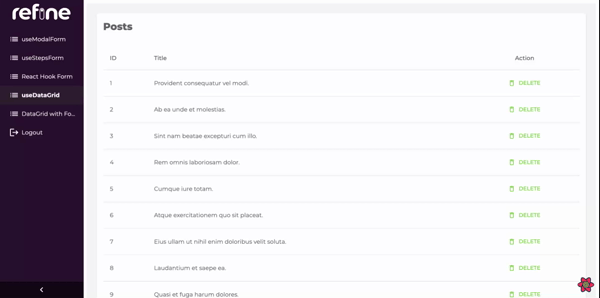 refine
useModalForm
useStepsForm
React Hook Form
useDataGrid
DataGrid with Fo...
Logout
Posts
ID Title Action
1 Provident consequatur vel modi. DELETE
2 Ab ea unde et molestias. DELETE
3 Sint nam beatae excepturi cum illo. DELETE
4 Rem omnis laboriosam dolor. DELETE
5 Cumque iure totam. DELETE
6 Atque exercitationem quo sit placeat. DELETE
7 Eius ullam ut nihil enim doloribus velit soluta. DELETE
8 Laudantium et saepe ea. DELETE
9 Quasi et fuga harum dolores. DELETE